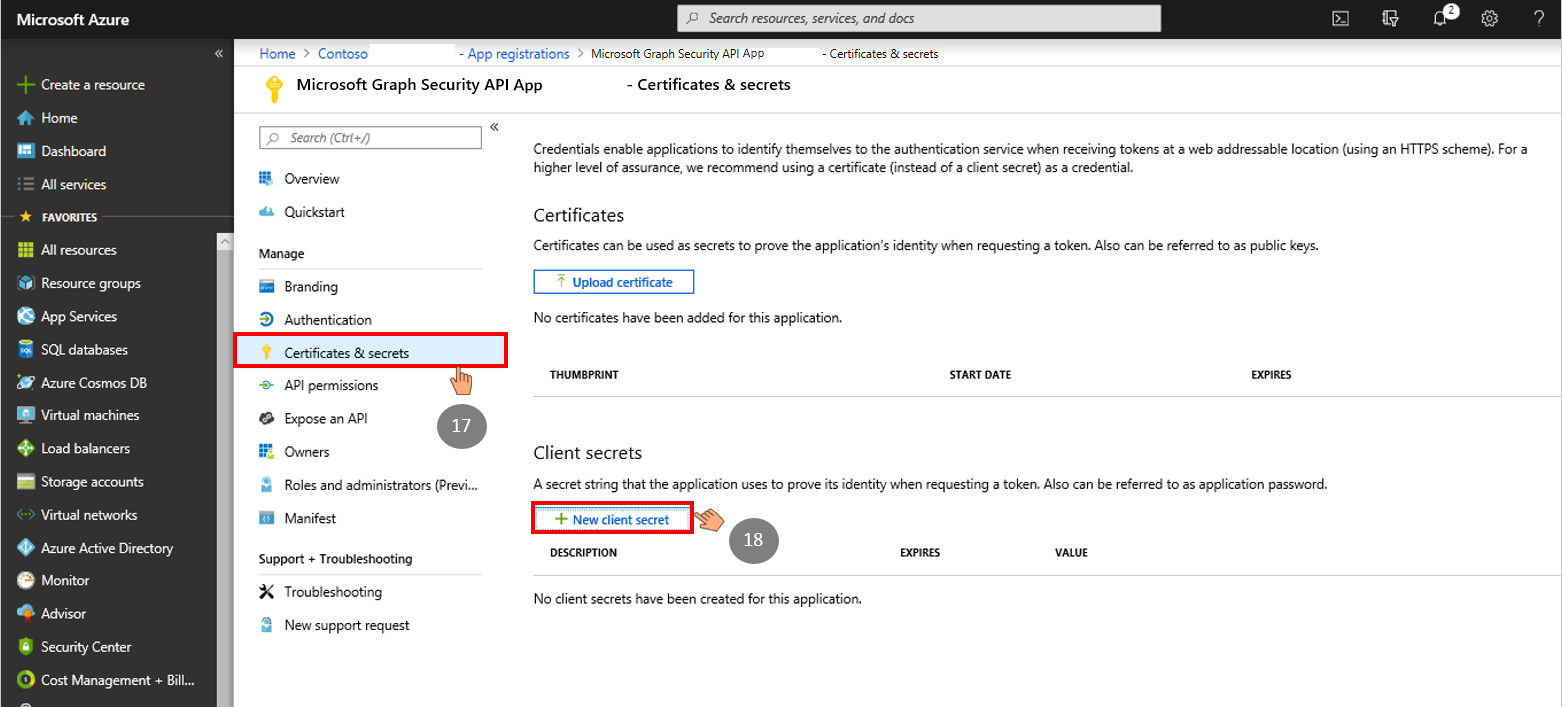 Microsoft Azure
Search resources, services, and docs
2
?
«
Create a resource
Home
Dashboard
All services
FAVORITES
All resources
Resource groups
App Services
SQL databases
SQL
Azure Cosmos DB
Virtual machines
Load balancers
Storage accounts
Virtual networks
Azure Active Directory
Monitor
Advisor
Security Center
Cost Management + Bill...
Home > Contoso - App registrations > Microsoft Graph Security API App - Certificates & secrets
Microsoft Graph Security API App - Certificates & secrets
Search (Ctrl+/)
«
Overview
Quickstart
Manage
Branding
Authentication
Certificates & secrets
API permissions
Expose an API
17
Owners
Roles and administrators (Previ...
Manifest
Support + Troubleshooting
Troubleshooting
New support request
Credentials enable applications to identify themselves to the authentication service when receiving tokens at a web addressable location (using an HTTPS scheme). For a
higher level of assurance, we recommend using a certificate (instead of a client secret) as a credential.
Certificates
Certificates can be used as secrets to prove the application's identity when requesting a token. Also can be referred to as public keys.
Upload certificate
No certificates have been added for this application.
THUMBPRINT START DATE EXPIRES
Client secrets
A secret string that the application uses to prove its identity when requesting a token. Also can be referred to as application password.
New client secret
18
DESCRIPTION EXPIRES VALUE
No client secrets have been created for this application.